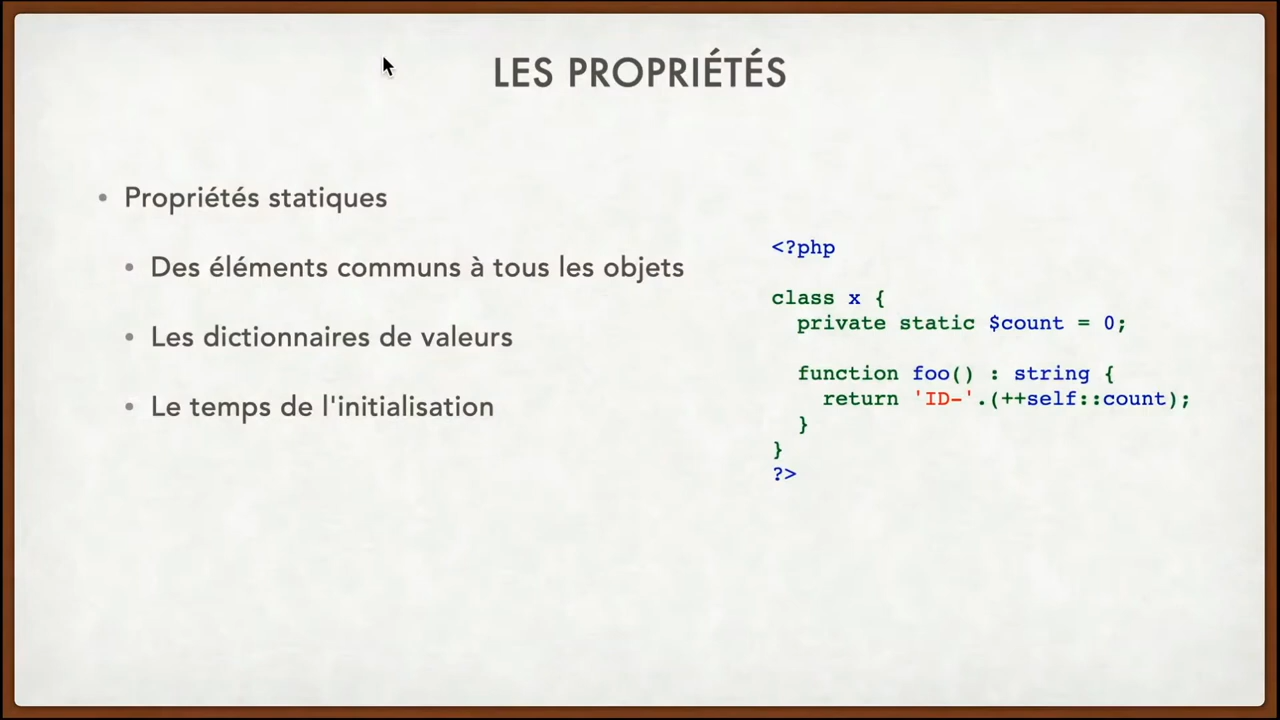 LES PROPRIÉTÉS
• Propriétés statiques
• Des éléments communs à tous les objets
• Les dictionnaires de valeurs
• Le temps de l'initialisation
<?php
class x {
private static $count = 0;
function foo() : string {
return 'ID-'.(++self::count);
}
}
?>